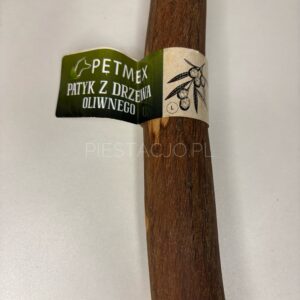 PETMEX
PATYK Z DRZEWA
OLIWNEGO
L
PIESTACJO.PL